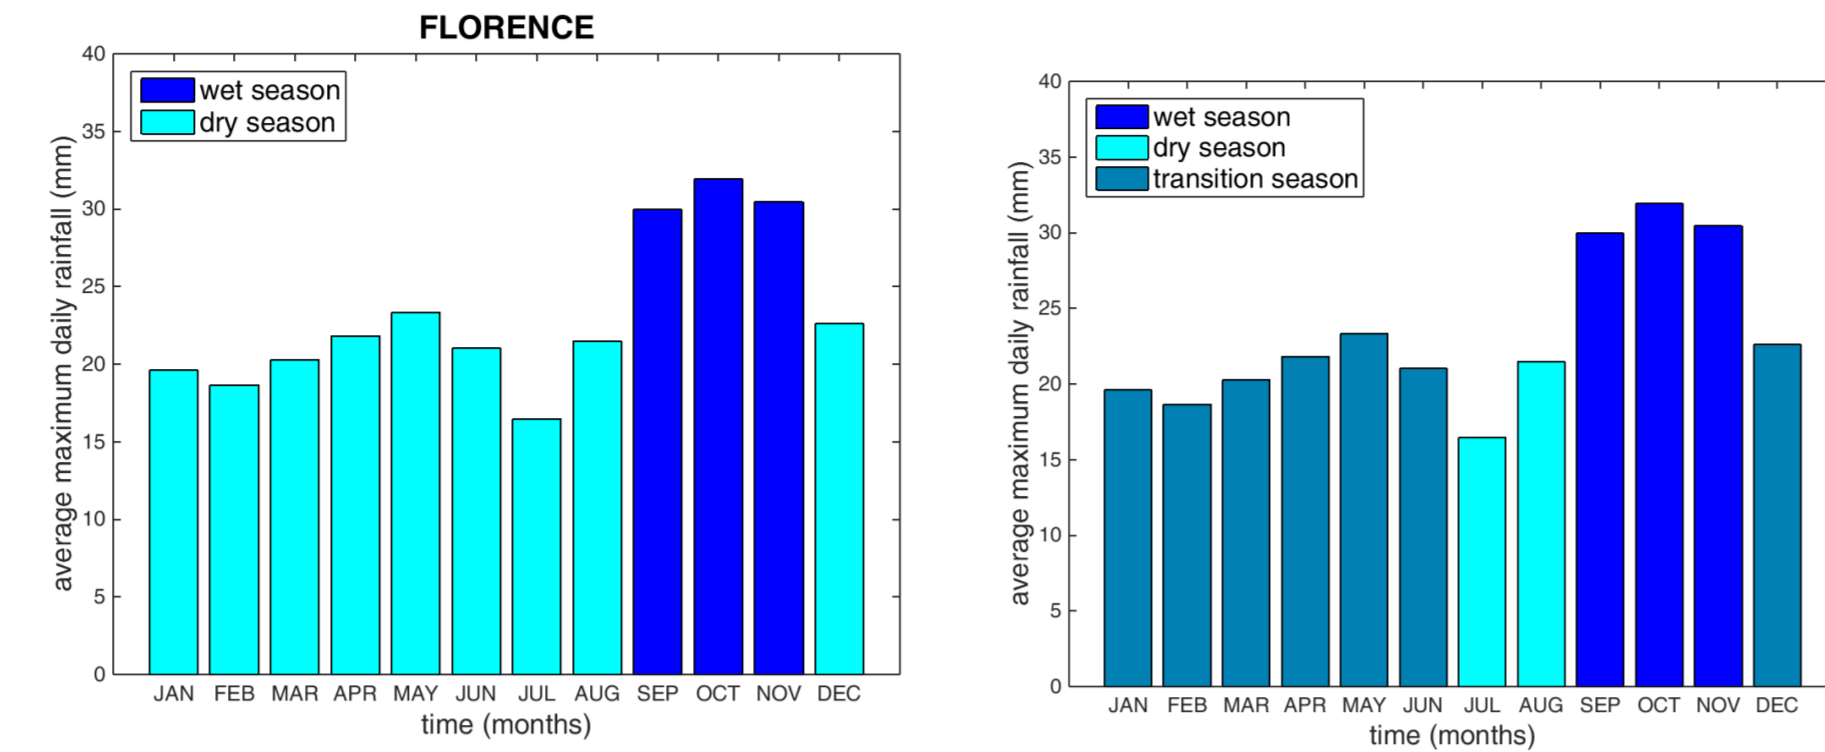 FLORENCE
wet season
dry season
average maximum daily rainfall (mm)
40
35
30
25
20
15
10
5
0
JAN FEB MAR APR MAY JUN JUL AUG SEP OCT NOV DEC
time (months)
wet season
dry season
transition season
average maximum daily rainfall (mm)
40
35
30
25
20
15
10
5
0
JAN FEB MAR APR MAY JUN JUL AUG SEP OCT NOV DEC
time (months)